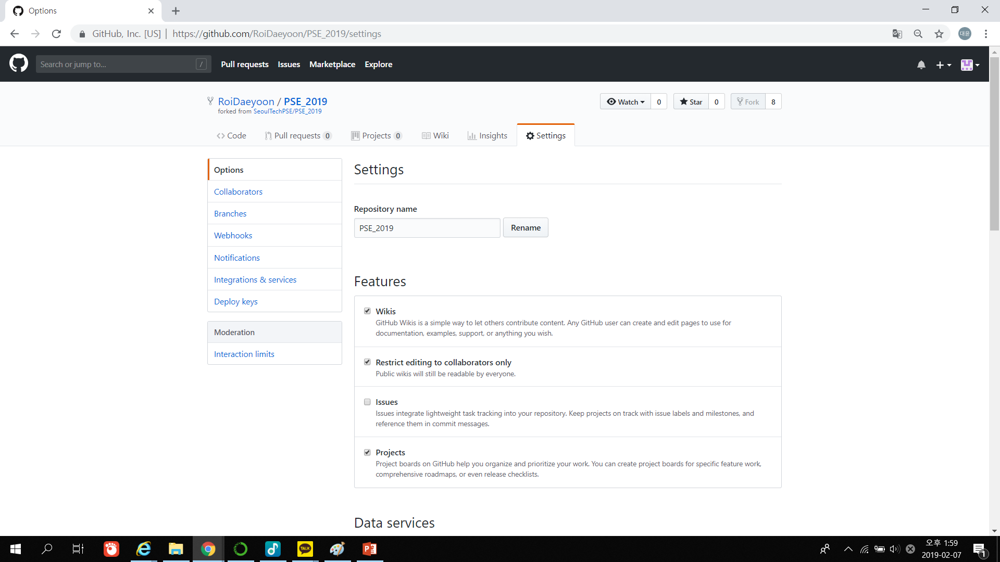 Options
GitHub, Inc. [US] | https://github.com/RoiDaeyoon/PSE_2019/settings
대윤
Search or jump to... /
Pull requests Issues Marketplace Explore
RoiDaeyoon / PSE_2019
Watch 0 Star 0 Fork 8
forked from SeoulTechPSE/PSE_2019
Code Pull requests 0 Projects 0 Wiki Insights Settings
Options
Collaborators
Branches
Webhooks
Notifications
Integrations & services
Deploy keys
Moderation
Interaction limits
Settings
Repository name
PSE_2019 Rename
Features
Wikis
GitHub Wikis is a simple way to let others contribute content. Any GitHub user can create and edit pages to use for
documentation, examples, support, or anything you wish.
Restrict editing to collaborators only
Public wikis will still be readable by everyone.
Issues
Issues integrate lightweight task tracking into your repository. Keep projects on track with issue labels and milestones, and
reference them in commit messages.
Projects
Project boards on GitHub help you organize and prioritize your work. You can create project boards for specific feature work,
comprehensive roadmaps, or even release checklists.
Data services
TALK
오후 1:59
2019-02-07
1